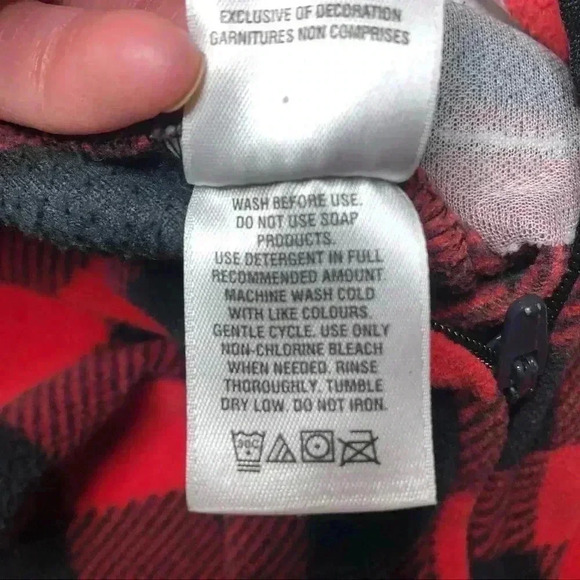 EXCLUSIVE OF DECORATION
GARNITURES NON COMPRISES
WASH BEFORE USE.
DO NOT USE SOAP
PRODUCTS.
USE DETERGENT IN FULL
RECOMMENDED AMOUNT.
MACHINE WASH COLD
WITH LIKE COLOURS.
GENTLE CYCLE. USE ONLY
NON-CHLORINE BLEACH
WHEN NEEDED. RINSE
THOROUGHLY. TUMBLE
DRY LOW. DO NOT IRON.
30C